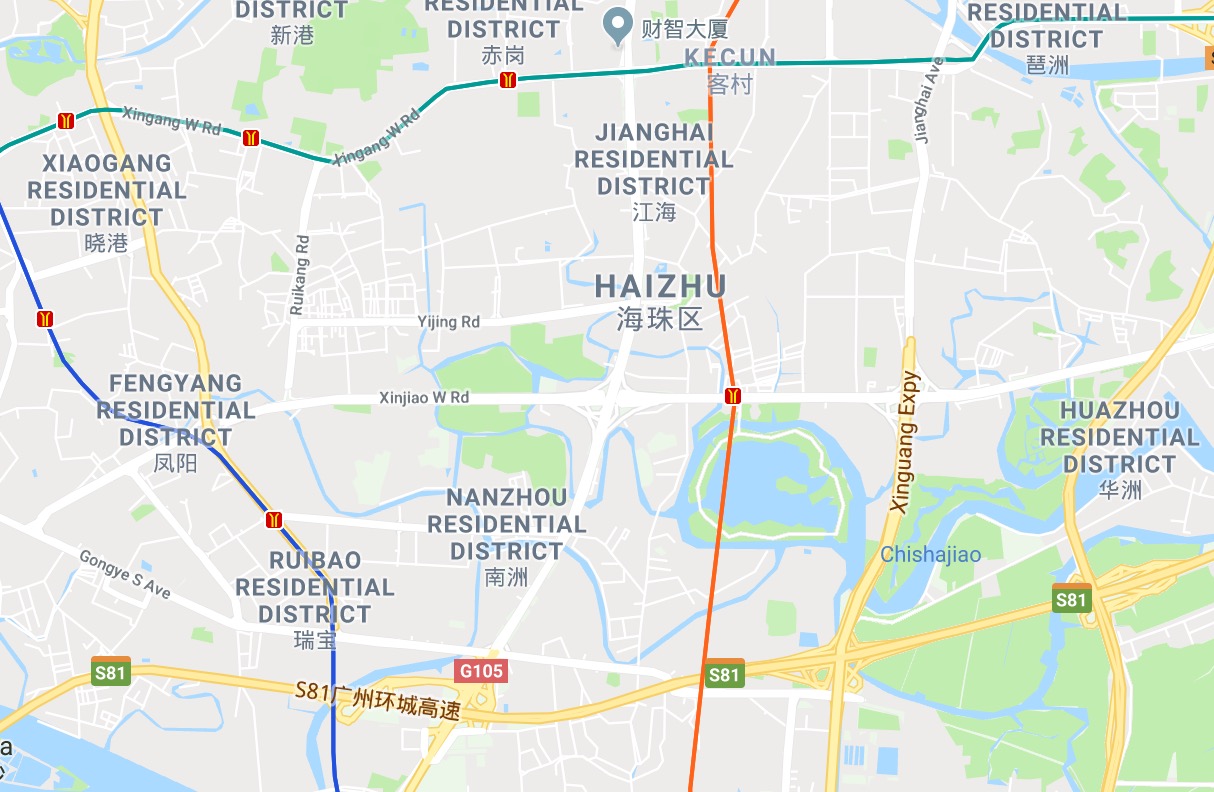 DISTRICT
新港
RESIDENTIAL
DISTRICT
赤岗
财智大厦
KECUN
客村
RESIDENTIAL
DISTRICT
琶洲
Jianghai Ave
Xingang W Rd
Xingang W Rd
XIAOGANG
RESIDENTIAL
DISTRICT
晓港
JIANGHAI
RESIDENTIAL
DISTRICT
江海
Ruikang Rd
HAIZHU
海珠区
Yijing Rd
FENGYANG
RESIDENTIAL
DISTRICT
凤阳
Xinjiao W Rd
Xinguang Expy
HUAZHOU
RESIDENTIAL
DISTRICT
华洲
NANZHOU
RESIDENTIAL
DISTRICT
南洲
Chishajiao
Gongye S Ave
RUIBAO
RESIDENTIAL
DISTRICT
瑞宝
S81
S81
G105
S81
S81广州环城高速
a